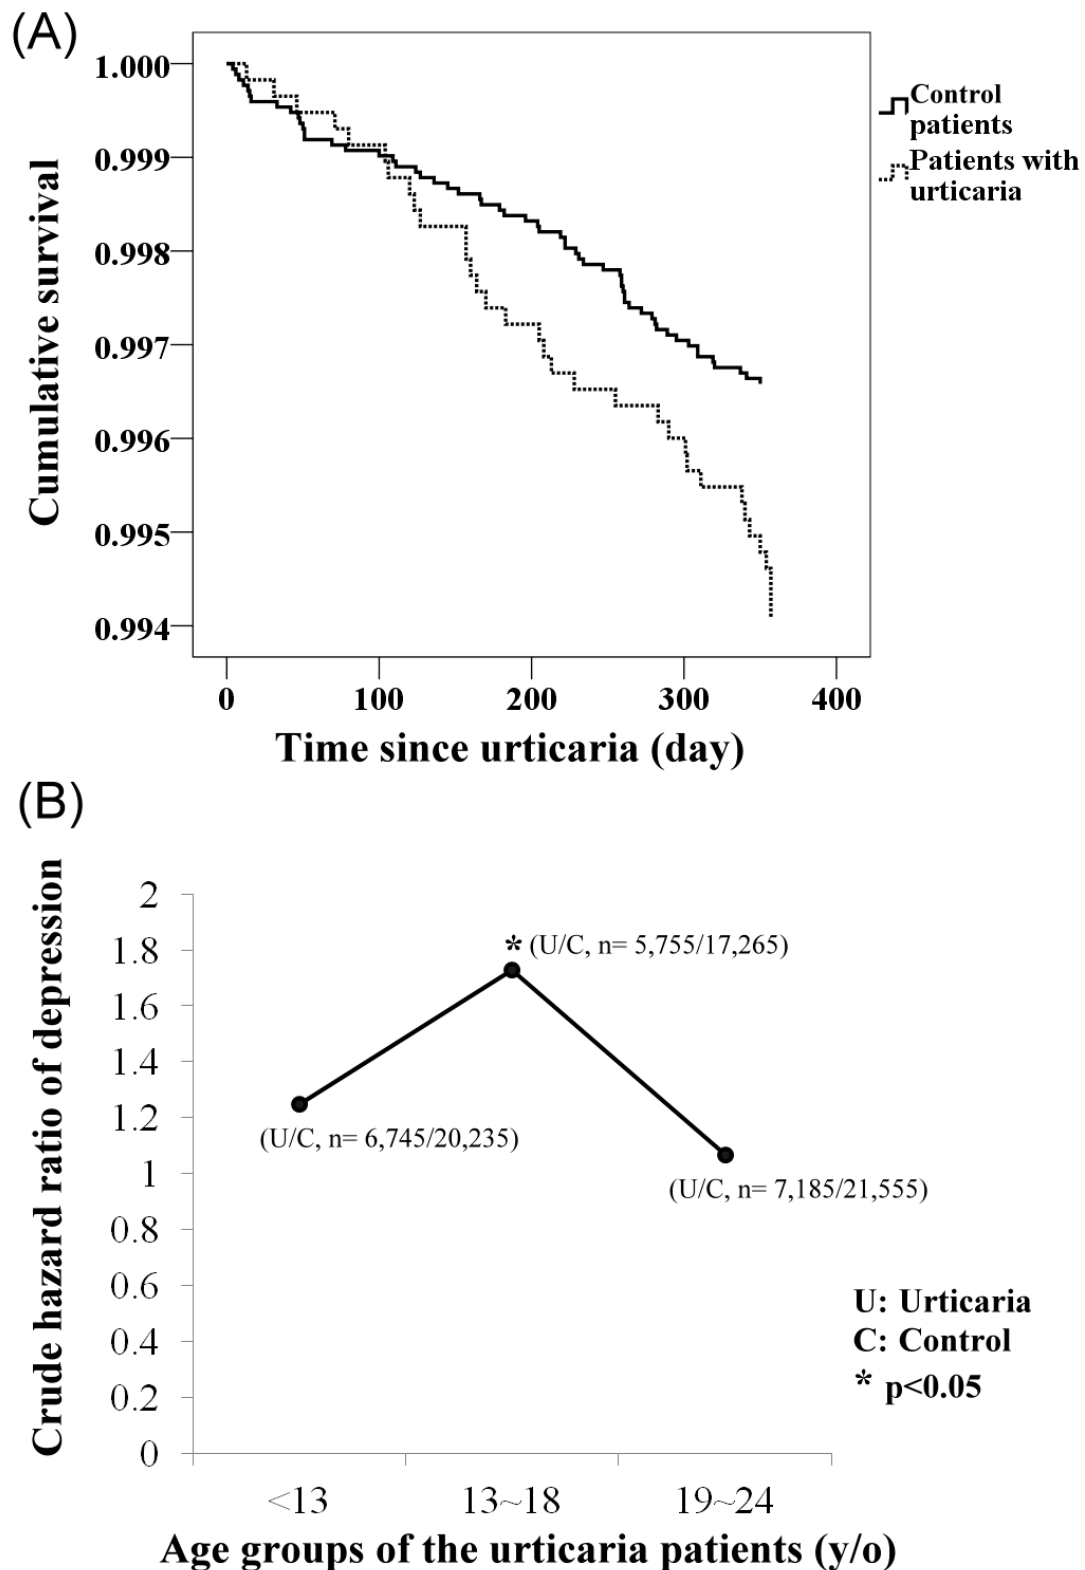 (A)
1.000
0.999
0.998
0.997
0.996
0.995
0.994
Cumulative survival
0 100 200 300 400
Time since urticaria (day)
Control
patients
Patients with
urticaria
(B)
Crude hazard ratio of depression
2
1.8
1.6
1.4
1.2
1
0.8
0.6
0.4
0.2
0
* (U/C, n= 5,755/17,265)
(U/C, n= 6,745/20,235)
(U/C, n= 7,185/21,555)
U: Urticaria
C: Control
* p<0.05
<13 13~18 19~24
Age groups of the urticaria patients (y/o)